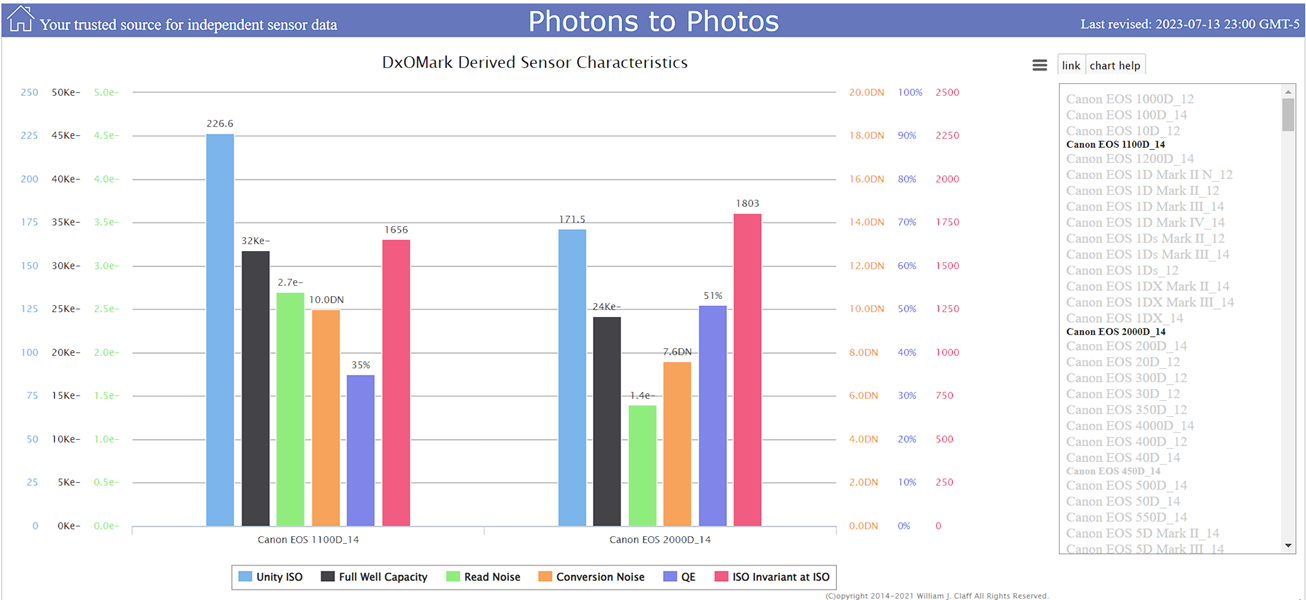 Your trusted source for independent sensor data
Photons to Photos
Last revised: 2023-07-13 23:00 GMT-5
DxOMark Derived Sensor Characteristics
link
chart help
250 50Ke- 5.0e-
225 45Ke- 4.5e-
200 40Ke- 4.0e-
175 35Ke- 3.5e-
150 30Ke- 3.0e-
125 25Ke- 2.5e-
100 20Ke- 2.0e-
75 15Ke- 1.5e-
50 10Ke- 1.0e-
25 5Ke- 0.5e-
0 0Ke- 0.0e-
226.6
32Ke-
2.7e-
10.0DN
35%
1656
171.5
24Ke-
1.4e-
7.6DN
51%
1803
20.0DN 100% 2500
18.0DN 90% 2250
16.0DN 80% 2000
14.0DN 70% 1750
12.0DN 60% 1500
10.0DN 50% 1250
8.0DN 40% 1000
6.0DN 30% 750
4.0DN 20% 500
2.0DN 10% 250
0.0DN 0% 0
Canon EOS 1100D_14
Canon EOS 2000D_14
Unity ISO
Full Well Capacity
Read Noise
Conversion Noise
QE
ISO Invariant at ISO
(C)opyright 2014-2021 William J. Claff All Rights Reserved.
Canon EOS 1000D_12
Canon EOS 100D_14
Canon EOS 10D_12
Canon EOS 1100D_14
Canon EOS 1200D_14
Canon EOS 1D Mark II N_12
Canon EOS 1D Mark II_12
Canon EOS 1D Mark III_14
Canon EOS 1D Mark IV_14
Canon EOS 1Ds Mark II_12
Canon EOS 1Ds Mark III_14
Canon EOS 1Ds_12
Canon EOS 1DX Mark II_14
Canon EOS 1DX Mark III_14
Canon EOS 1DX_14
Canon EOS 2000D_14
Canon EOS 200D_14
Canon EOS 20D_12
Canon EOS 300D_12
Canon EOS 30D_12
Canon EOS 350D_12
Canon EOS 4000D_14
Canon EOS 400D_12
Canon EOS 40D_14
Canon EOS 450D_14
Canon EOS 500D_14
Canon EOS 50D_14
Canon EOS 550D_14
Canon EOS 5D Mark II_14
Canon EOS 5D Mark III_14